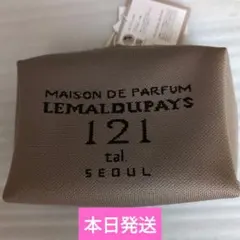 MAISON DE PARFUM
LEMALDUPAYS
121
tal.
SEOUL
本日発送